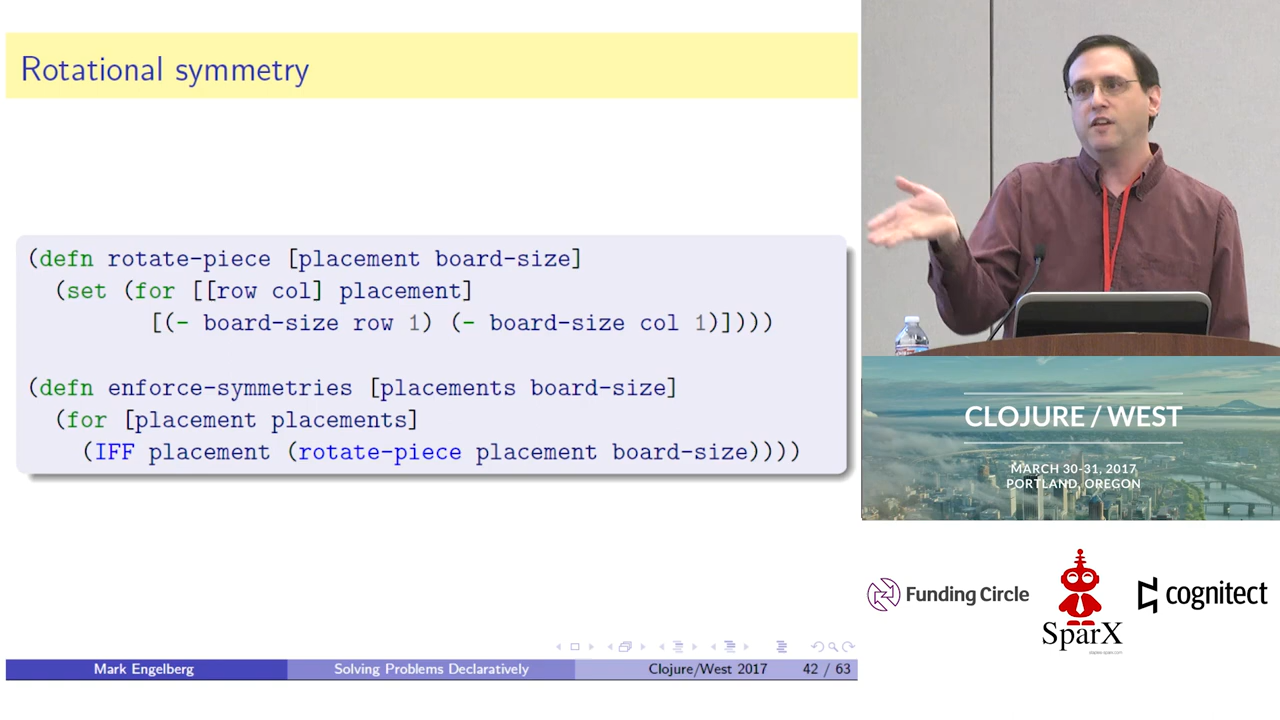 Rotational symmetry
(defn rotate-piece [placement board-size]
(set (for [[row col] placement]
[(- board-size row 1) (- board-size col 1)])))
(defn enforce-symmetries [placements board-size]
(for [placement placements]
(IFF placement (rotate-piece placement board-size))))
Mark Engelberg
Solving Problems Declaratively
Clojure/West 2017
42 / 63
CLOJURE / WEST
MARCH 30-31, 2017
PORTLAND, OREGON
Funding Circle
SparX
cognitect